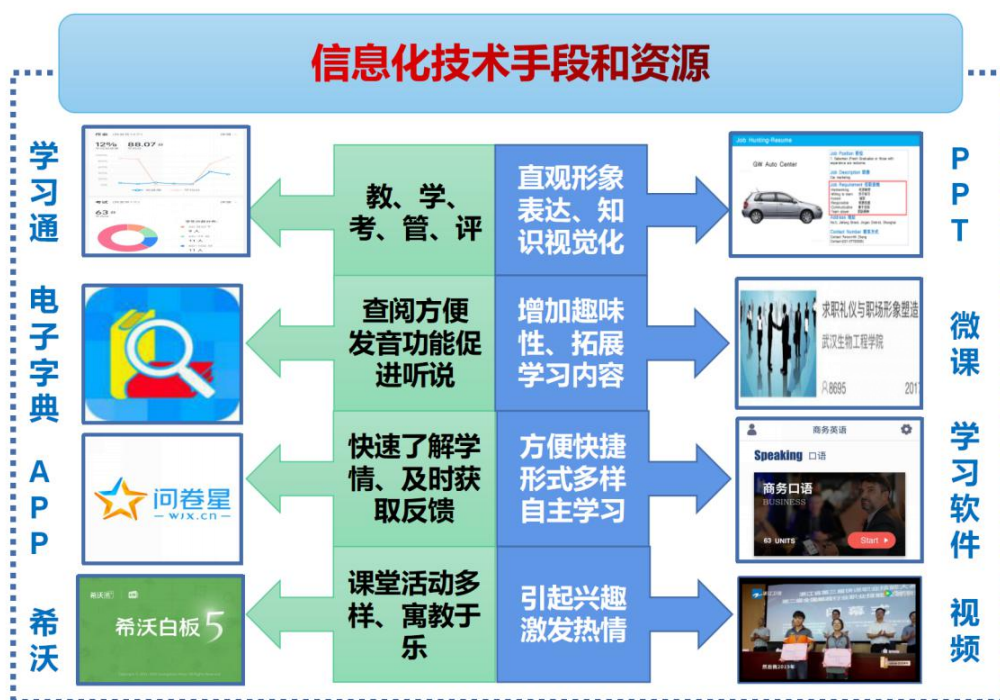 信息化技术手段和资源
学习通
12%
88.07
63
教、学、
考、管、评
直观形象
表达、知
识视觉化
Job Hunting-Resume
GW Auto Center
PPT
电子字典
查阅方便
发音功能促
进听说
增加趣味
性、拓展
学习内容
求职礼仪与职场形象塑造
武汉生物工程学院
8695
2017
微课
APP
问卷星
WJX.cn
快速了解学
情、及时获
取反馈
方便快捷
形式多样
自主学习
商务英语
Speaking 口语
商务口语
BUSINESS
63 UNITS
Start
学习软件
希沃
希沃白板5
课堂活动多
样、寓教于
乐
引起兴趣
激发热情
视频